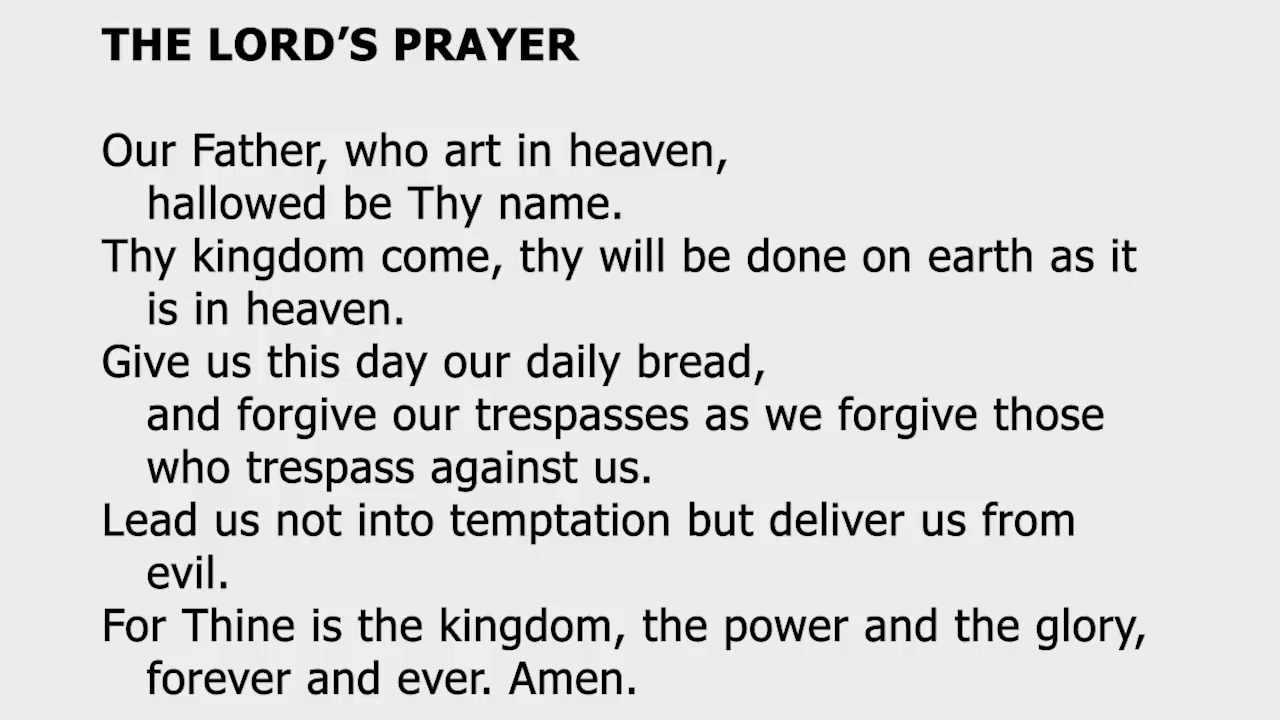 THE LORD’S PRAYER
Our Father, who art in heaven,
hallowed be Thy name.
Thy kingdom come, thy will be done on earth as it
is in heaven.
Give us this day our daily bread,
and forgive our trespasses as we forgive those
who trespass against us.
Lead us not into temptation but deliver us from
evil.
For Thine is the kingdom, the power and the glory,
forever and ever. Amen.